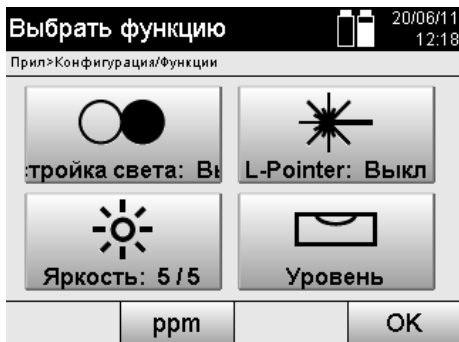 Выбрать функцию
20/06/11
12:18
Прил>Конфигурация/Функции
тройка света: Вы
L-Pointer: Выкл
Яркость: 5/5
Уровень
ppm
OK